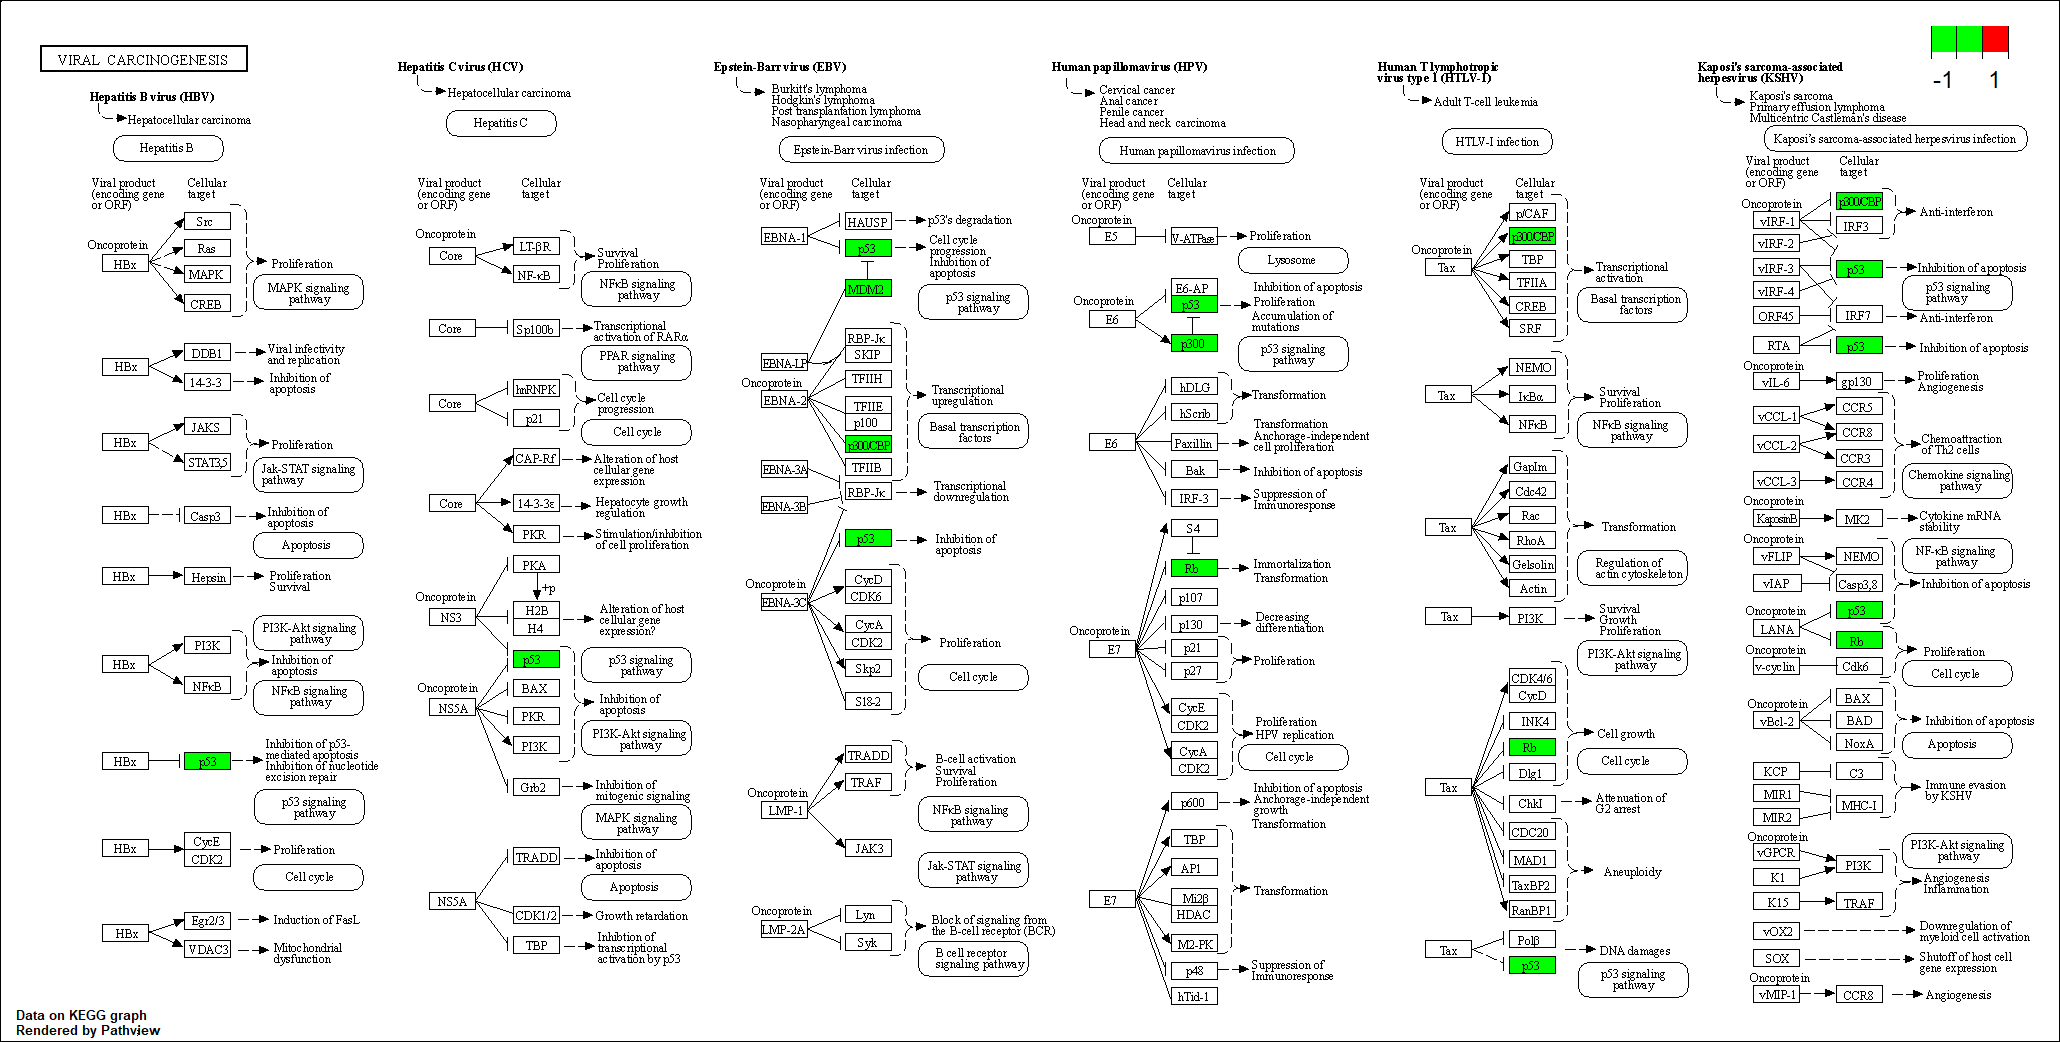 VIRAL CARCINOGENESIS
-1
1
Hepatitis B virus (HBV)
Hepatocellular carcinoma
Hepatitis B
Viral product
(encoding gene
or ORF)
Cellular
target
Oncoprotein
HBx
Src
Ras
MAPK
CREB
Proliferation
MAPK signaling
pathway
HBx
DDB1
14-3-3
Viral infectivity
and replication
Inhibition of
apoptosis
HBx
JAKS
STAT3,5
Proliferation
Jak-STAT signaling
pathway
HBx
Casp3
Inhibition of
apoptosis
Apoptosis
HBx
Hepsin
Proliferation
Survival
PI3K-Akt signaling
pathway
HBx
PI3K
NFκB
Inhibition of
apoptosis
NFκB signaling
pathway
HBx
p53
Inhibition of p53-
mediated apoptosis
Inhibition of nucleotide
excision repair
p53 signaling
pathway
HBx
CycE
CDK2
Proliferation
Cell cycle
HBx
Egr2/3
VDAC3
Induction of FasL
Mitochondrial
dysfunction
Hepatitis C virus (HCV)
Hepatocellular carcinoma
Hepatitis C
Viral product
(encoding gene
or ORF)
Cellular
target
Oncoprotein
Core
LT-βR
NF-κB
Survival
Proliferation
NFκB signaling
pathway
Core
Sp100b
Transcriptional
activation of RARα
PPAR signaling
pathway
Core
hnRNPK
p21
Cell cycle
progression
Cell cycle
Core
CAP-Rf
14-3-3ε
PKR
Alteration of host
cellular gene
expression
Hepatocyte growth
regulation
Stimulation/inhibition
of cell proliferation
Oncoprotein
NS3
PKA
+p
H2B
H4
Alteration of host
cellular gene
expression?
p53
p53 signaling
pathway
Oncoprotein
NS5A
BAX
PKR
PI3K
Inhibition of
apoptosis
PI3K-Akt signaling
pathway
Grb2
Inhibition of
mitogenic signaling
MAPK signaling
pathway
NS5A
TRADD
CDK1/2
TBP
Inhibition of
apoptosis
Apoptosis
Growth retardation
Inhibtion of
transcriptional
activation by p53
Epstein-Barr virus (EBV)
Burkitt's lymphoma
Hodgkin's lymphoma
Post transplantation lymphoma
Nasopharyngeal carcinoma
Epstein-Barr virus infection
Viral product
(encoding gene
or ORF)
Cellular
target
EBNA-1
HAUSP
p53
MDM2
p53's degradation
Cell cycle
progression
Inhibition of
apoptosis
p53 signaling
pathway
EBNA-LP
Oncoprotein
EBNA-2
RBP-Jκ
SKIP
TFIIH
TFIIE
p100
p300/CBP
TFIIB
Transcriptional
upregulation
Basal transcription
factors
EBNA-3A
EBNA-3B
RBP-Jκ
Transcriptional
downregulation
p53
Inhibition of
apoptosis
Oncoprotein
EBNA-3C
CycD
CDK6
CycA
CDK2
Skp2
S18-2
Proliferation
Cell cycle
Oncoprotein
LMP-1
TRADD
TRAF
JAK3
B-cell activation
Survival
Proliferation
NFκB signaling
pathway
Jak-STAT signaling
pathway
Oncoprotein
LMP-2A
Lyn
Syk
Block of signaling from
the B-cell receptor (BCR)
B cell receptor
signaling pathway
Human papillomavirus (HPV)
Cervical cancer
Anal cancer
Penile cancer
Head and neck carcinoma
Human papillomavirus infection
Viral product
(encoding gene
or ORF)
Cellular
target
Oncoprotein
E5
V-ATPase
Proliferation
Lysosome
Oncoprotein
E6
E6-AP
p53
p300
Inhibition of apoptosis
Proliferation
Accumulation of
mutations
p53 signaling
pathway
E6
hDLG
hScrib
Paxillin
Bak
IRF-3
Transformation
Transformation
Anchorage-independent
cell proliferation
Inhibition of apoptosis
Suppression of
Immunoresponse
Oncoprotein
E7
S4
Rb
p107
p130
p21
p27
CycE
CDK2
CycA
CDK2
Immortalization
Transformation
Decreasing
differentiation
Proliferation
Proliferation
HPV replication
Cell cycle
E7
p600
TBP
AP1
Mi2β
HDAC
M2-PK
p48
hTid-1
Inhibition of apoptosis
Anchorage-independent
growth
Transformation
Transformation
Suppression of
Immunoresponse
Human T lymphotropic
virus type 1 (HTLV-1)
Adult T-cell leukemia
HTLV-I infection
Viral product
(encoding gene
or ORF)
Cellular
target
Oncoprotein
Tax
p/CAF
p300/CBP
TBP
TFIIA
CREB
SRF
Transcriptional
activation
Basal transcription
factors
Tax
NEMO
IκBα
NFκB
Survival
Proliferation
NFκB signaling
pathway
Tax
GapIm
Cdc42
Rac
RhoA
Gelsolin
Actin
Transformation
Regulation of
actin cytoskeleton
Tax
PI3K
Survival
Growth
Proliferation
PI3K-Akt signaling
pathway
Tax
CDK4/6
CycD
INK4
Rb
Dlg1
ChkI
CDC20
MAD1
TaxBP2
RanBP1
Cell growth
Cell cycle
Attenuation of
G2 arrest
Aneuploidy
Tax
Polβ
p53
DNA damages
p53 signaling
pathway
Kaposi's sarcoma-associated
herpesvirus (KSHV)
Kaposi's sarcoma
Primary effusion lymphoma
Multicentric Castleman's disease
Kaposi's sarcoma-associated herpesvirus infection
Viral product
(encoding gene
or ORF)
Cellular
target
Oncoprotein
vIRF-1
vIRF-2
vIRF-3
vIRF-4
ORF45
RTA
p300/CBP
IRF3
p53
IRF7
p53
Anti-interferon
Inhibition of apoptosis
p53 signaling
pathway
Anti-interferon
Inhibition of apoptosis
Oncoprotein
vIL-6
gp130
Proliferation
Angiogenesis
vCCL-1
vCCL-2
vCCL-3
CCR5
CCR8
CCR3
CCR4
Chemoattraction
of Th2 cells
Chemokine signaling
pathway
Oncoprotein
KaposinB
MK2
Cytokine mRNA
stability
Oncoprotein
vFLIP
vIAP
NEMO
Casp3,8
NF-κB signaling
pathway
Inhibition of apoptosis
Oncoprotein
LANA
p53
Rb
Oncoprotein
v-cyclin
Cdk6
Proliferation
Cell cycle
Oncoprotein
vBcl-2
BAX
BAD
NoxA
Inhibition of apoptosis
Apoptosis
KCP
MIR1
MIR2
C3
MHC-I
Immune evasion
by KSHV
Oncoprotein
vGPCR
K1
K15
PI3K
TRAF
PI3K-Akt signaling
pathway
Angiogenesis
Inflammation
vOX2
Downregulation of
myeloid cell activation
SOX
Shutoff of host cell
gene expression
Oncoprotein
vMIP-1
CCR8
Angiogenesis
Data on KEGG graph
Rendered by Pathview